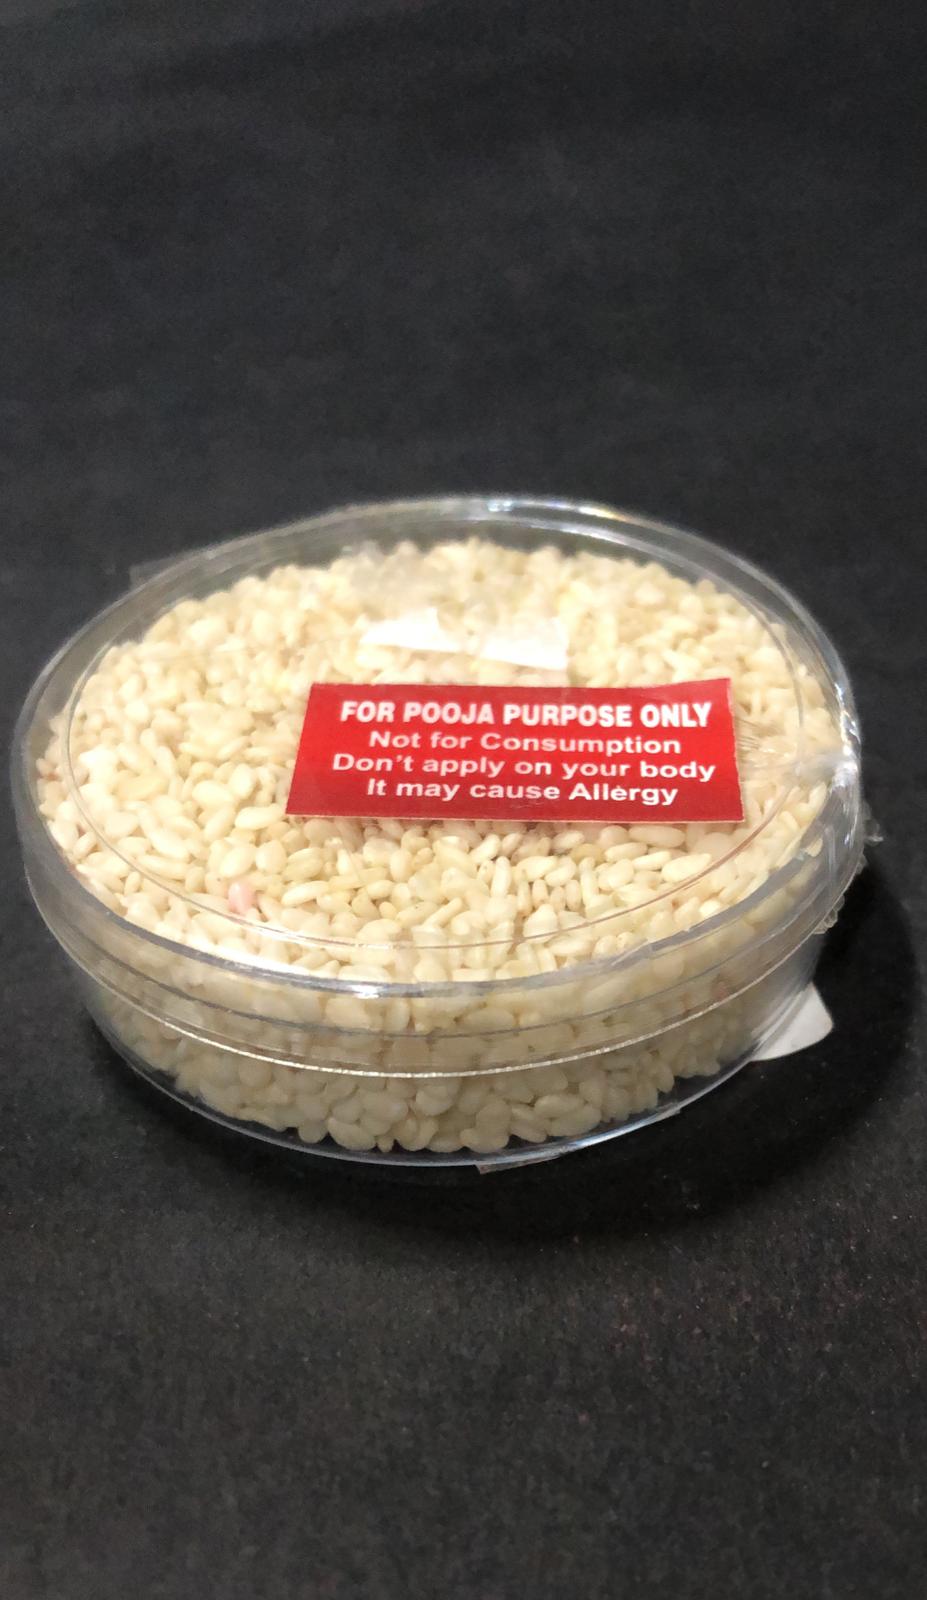 FOR POOJA PURPOSE ONLY
Not for Consumption
Don't apply on your body
It may cause Allergy